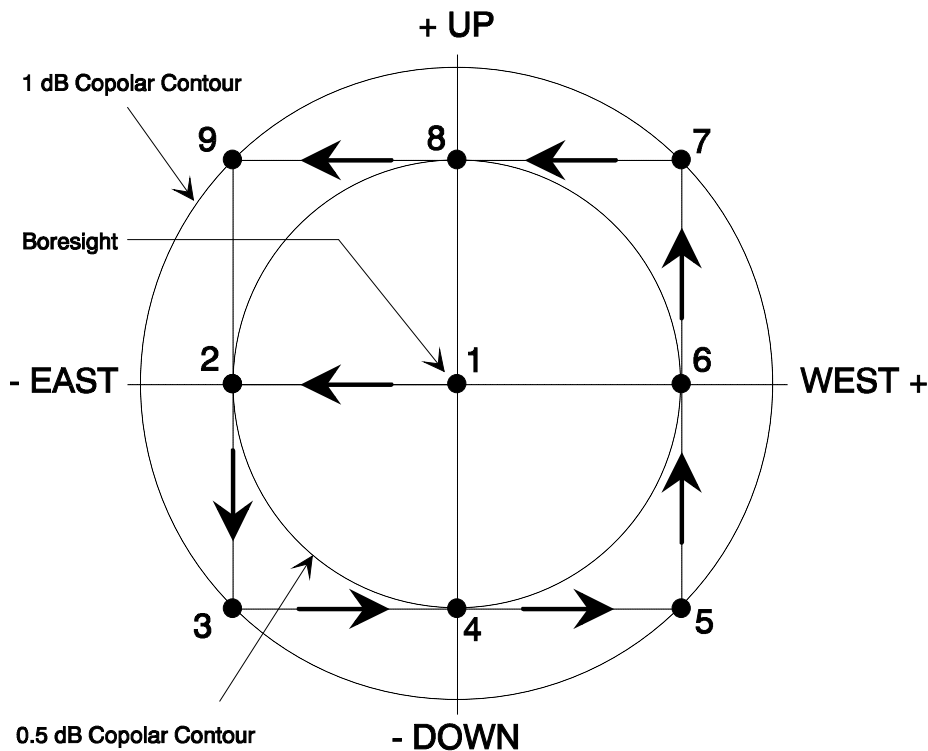 + UP
1 dB Copolar Contour
9
8
7
Boresight
2
1
6
- EAST
WEST +
3
4
5
0.5 dB Copolar Contour
- DOWN